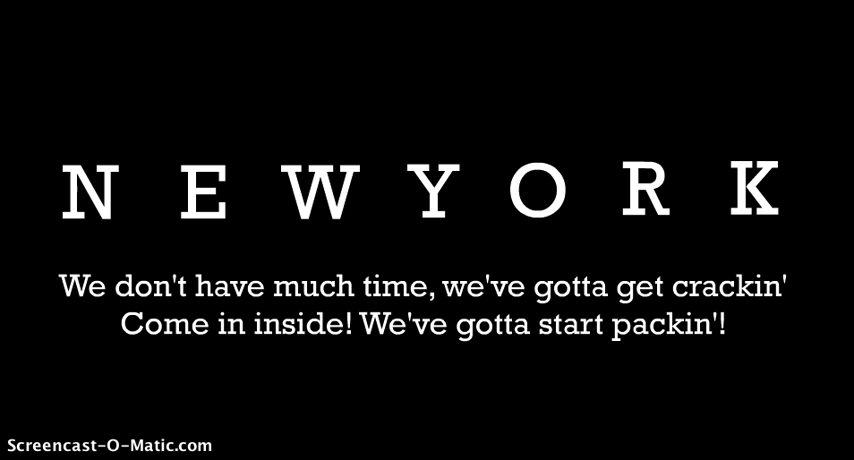 N E W Y O R K
We don't have much time, we've gotta get crackin'
Come in inside! We've gotta start packin'!
Screencast-O-Matic.com